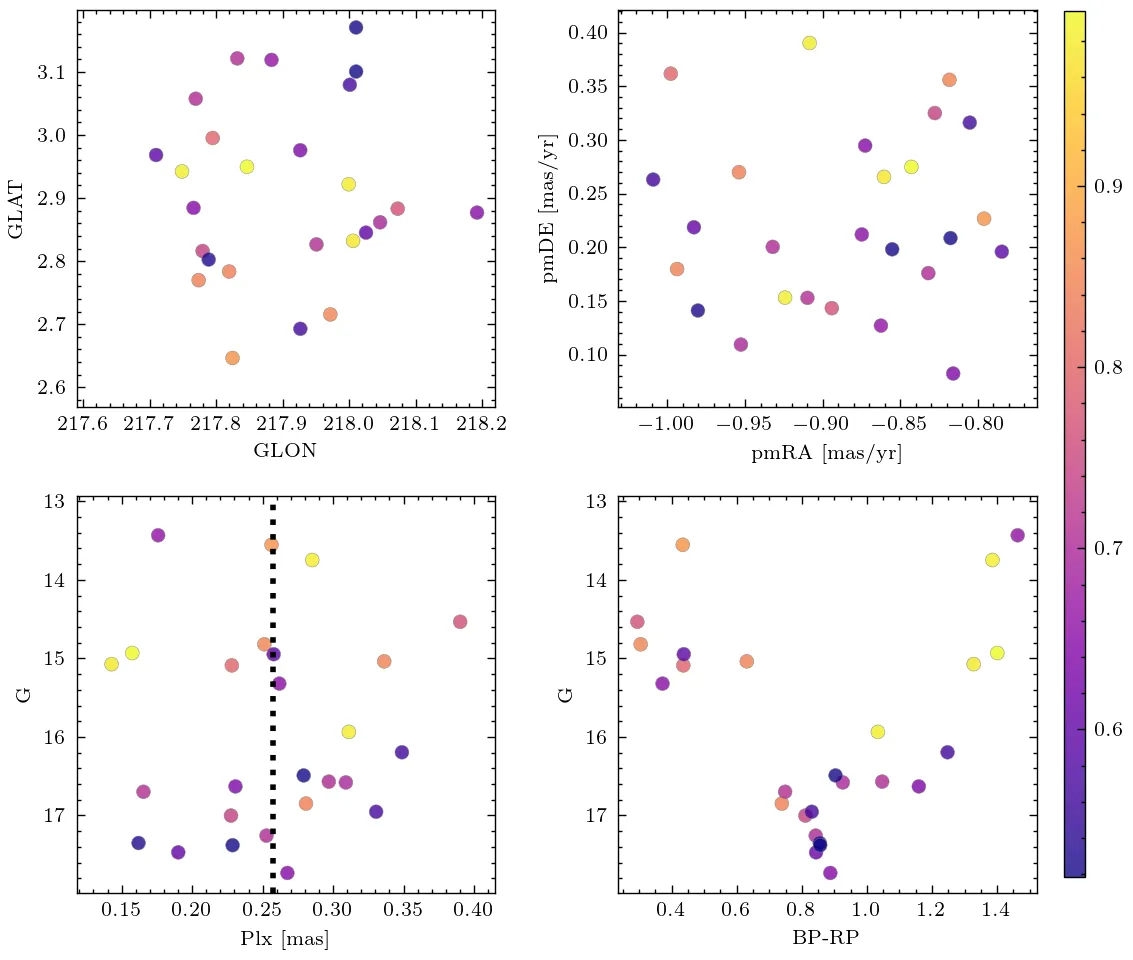 3.1
3.0
2.9
2.8
2.7
2.6
GLAT
217.6 217.7 217.8 217.9 218.0 218.1 218.2
GLON
0.40
0.35
0.30
0.25
0.20
0.15
0.10
pmDE [mas/yr]
−1.00 −0.95 −0.90 −0.85 −0.80
pmRA [mas/yr]
0.9
0.8
0.7
0.6
13
14
15
16
17
G
0.15 0.20 0.25 0.30 0.35 0.40
Plx [mas]
13
14
15
16
17
G
0.4 0.6 0.8 1.0 1.2 1.4
BP-RP